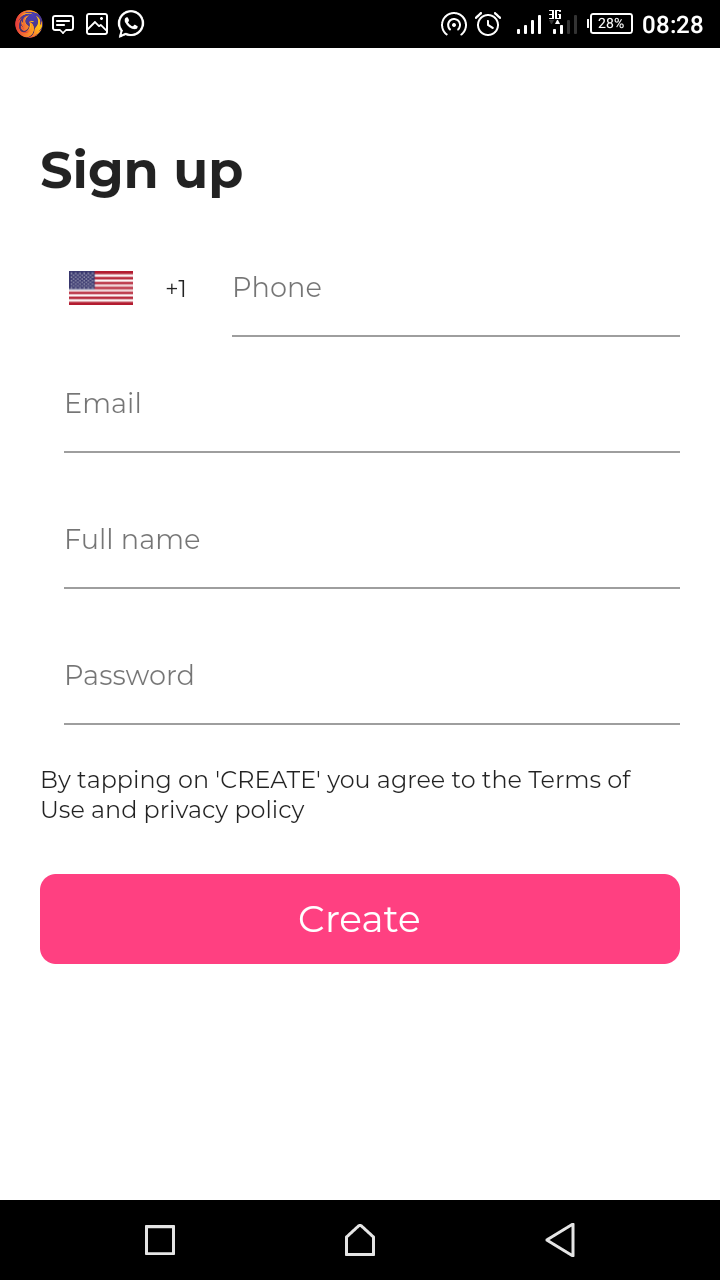 3G 28% 08:28
Sign up
+1 Phone
Email
Full name
Password
By tapping on 'CREATE' you agree to the Terms of
Use and privacy policy
Create